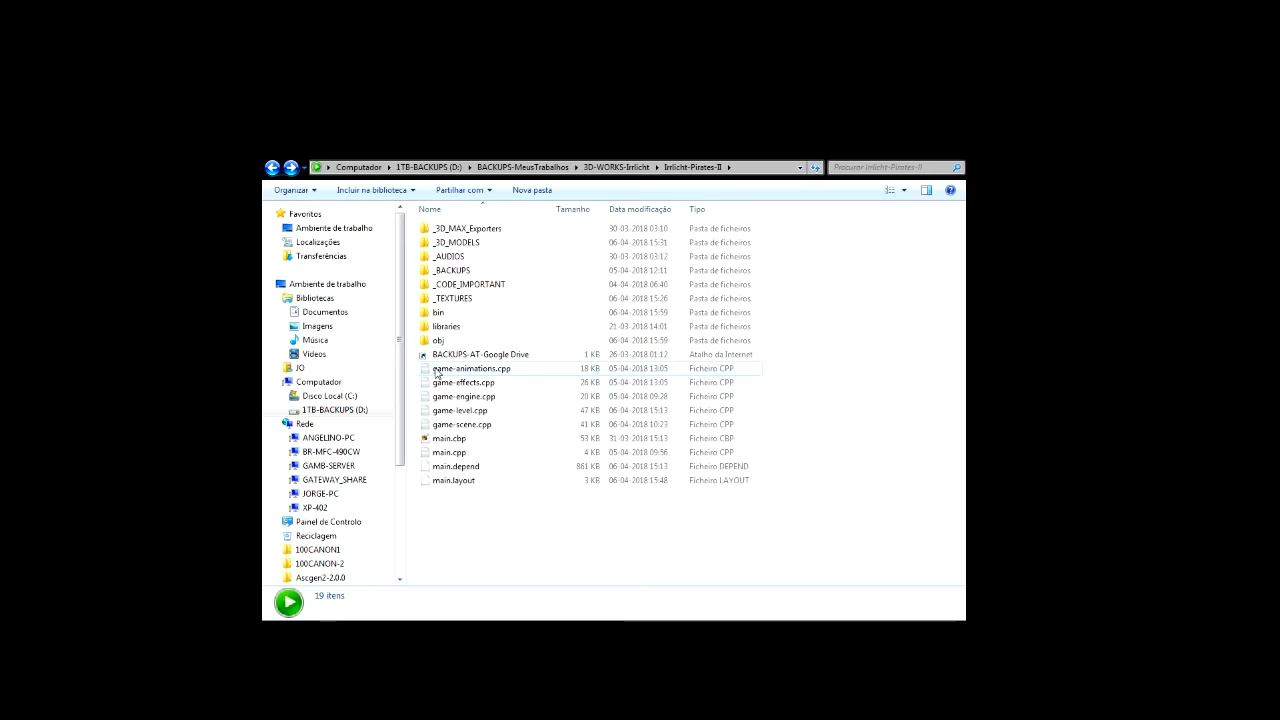 Computador 1TB-BACKUPS (D:) BACKUPS-MeusTrabalhos 3D-WORKS-Irrlicht Irrlicht-Pirates-II Procurar Irrlicht-Pirates-II
Organizar Incluir na biblioteca Partilhar com Nova pasta
Nome Tamanho Data modificação Tipo
Favoritos
Ambiente de trabalho
Localizações
Transferências
Ambiente de trabalho
Bibliotecas
Documentos
Imagens
Música
Vídeos
JO
Computador
Disco Local (C:)
1TB-BACKUPS (D:)
Rede
ANGELINO-PC
BR-MFC-490CW
GAMB-SERVER
GATEWAY_SHARE
JORGE-PC
XP-402
Painel de Controlo
Reciclagem
100CANON1
100CANON-2
Ascgen2-2.0.0
_3D_MAX_Exporters 30-03-2018 03:10 Pasta de ficheiros
_3D_MODELS 06-04-2018 15:31 Pasta de ficheiros
_AUDIOS 30-03-2018 03:12 Pasta de ficheiros
_BACKUPS 05-04-2018 12:11 Pasta de ficheiros
_CODE_IMPORTANT 04-04-2018 06:40 Pasta de ficheiros
_TEXTURES 06-04-2018 15:26 Pasta de ficheiros
bin 06-04-2018 15:59 Pasta de ficheiros
libraries 21-03-2018 14:01 Pasta de ficheiros
obj 06-04-2018 15:59 Pasta de ficheiros
BACKUPS-AT-Google Drive 1 KB 26-03-2018 01:12 Atalho da Internet
game-animations.cpp 18 KB 05-04-2018 13:05 Ficheiro CPP
game-effects.cpp 26 KB 05-04-2018 13:05 Ficheiro CPP
game-engine.cpp 20 KB 05-04-2018 09:28 Ficheiro CPP
game-level.cpp 47 KB 06-04-2018 15:13 Ficheiro CPP
game-scene.cpp 41 KB 06-04-2018 10:23 Ficheiro CPP
main.cbp 53 KB 31-03-2018 15:13 Ficheiro CBP
main.cpp 4 KB 05-04-2018 09:56 Ficheiro CPP
main.depend 861 KB 06-04-2018 15:13 Ficheiro DEPEND
main.layout 3 KB 06-04-2018 15:48 Ficheiro LAYOUT
19 itens